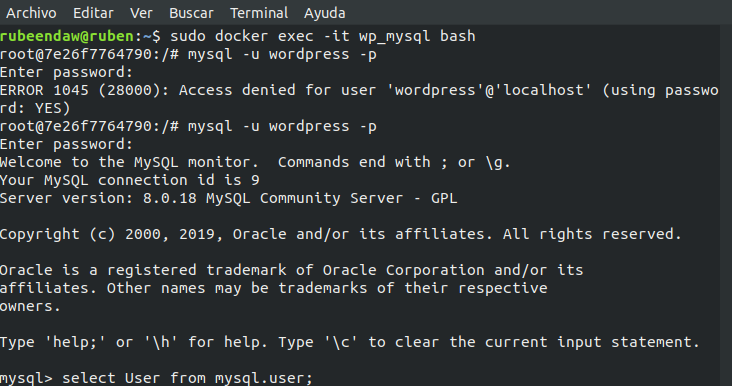 Archivo Editar Ver Buscar Terminal Ayuda
rubeendaw@ruben:~$ sudo docker exec -it wp_mysql bash
root@7e26f7764790:/# mysql -u wordpress -p
Enter password:
ERROR 1045 (28000): Access denied for user 'wordpress'@'localhost' (using passwo
rd: YES)
root@7e26f7764790:/# mysql -u wordpress -p
Enter password:
Welcome to the MySQL monitor.  Commands end with ; or \g.
Your MySQL connection id is 9
Server version: 8.0.18 MySQL Community Server - GPL

Copyright (c) 2000, 2019, Oracle and/or its affiliates. All rights reserved.

Oracle is a registered trademark of Oracle Corporation and/or its
affiliates. Other names may be trademarks of their respective
owners.

Type 'help;' or '\h' for help. Type '\c' to clear the current input statement.

mysql> select User from mysql.user;